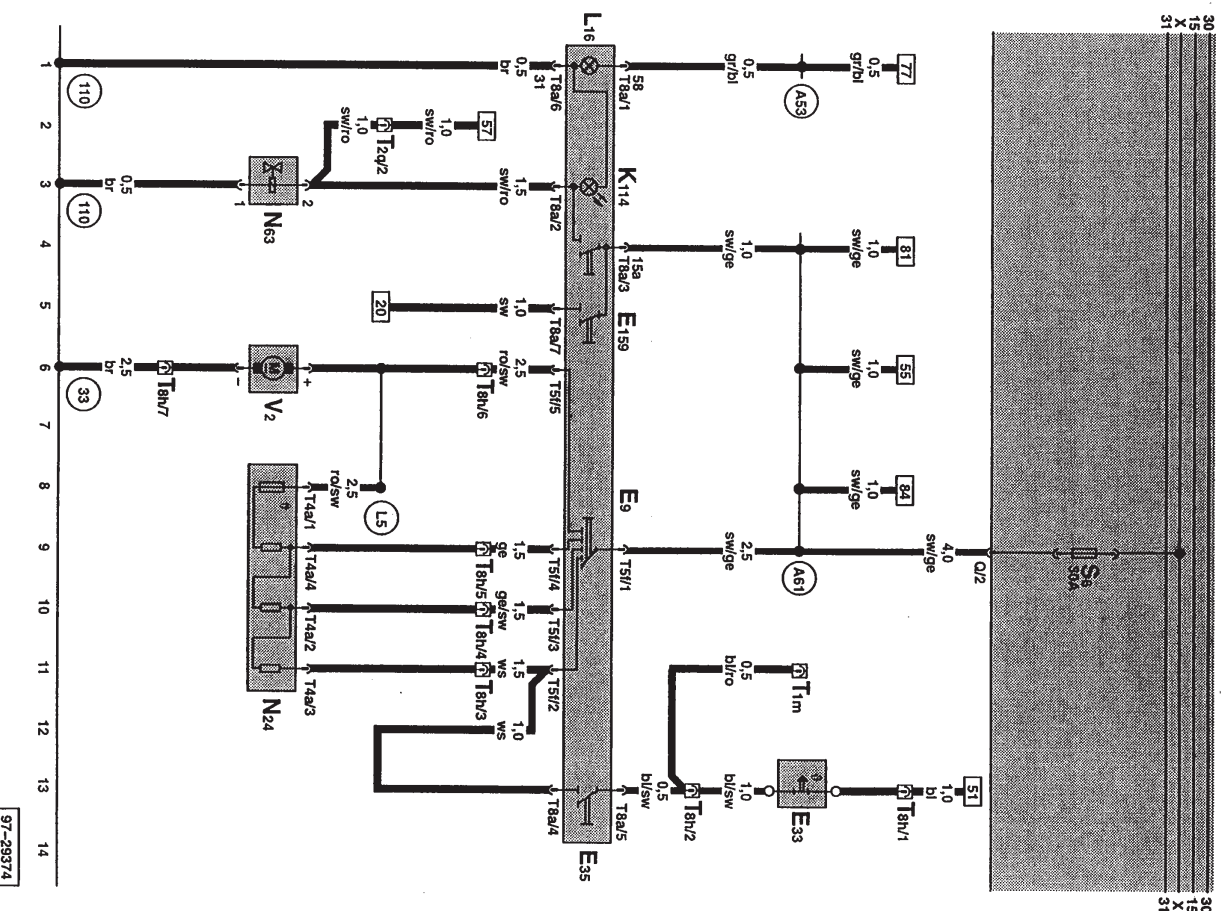 30 30
15 15
X X
31 31
S6
30A
Q/2
4,0
sw/ge
77
81
55
84
51
0,5
gr/bl
1,0
sw/ge
1,0
sw/ge
1,0
sw/ge
1,0
bl
T8h/1
A53
A61
T1m
E33
0,5
gr/bl
1,0
sw/ge
2,5
sw/ge
0,5
bl/ro
1,0
bl/sw
T8h/2
0,5
bl/sw
58
T8a/1
15a
T8a/3
T5f/1
T8a/5
L16
K114
E159
E9
E35
31
T8a/6
T8a/2
T8a/7
T5f/5
T5f/4
T5f/3
T5f/2
T8a/4
0,5
br
1,5
sw/ro
1,0
sw
2,5
ro/sw
1,5
ge
1,5
ge/sw
1,5
ws
1,0
ws
57
T8h/6
T8h/5
T8h/4
T8h/3
1,0
sw/ro
T2q/2
1,0
sw/ro
20
L5
2,5
ro/sw
2
N63
1
+
M
V2
-
T4a/1
T4a/4
T4a/2
T4a/3
N24
0,5
br
T8h/7
2,5
br
110
110
33
1 2 3 4 5 6 7 8 9 10 11 12 13 14
97-29374